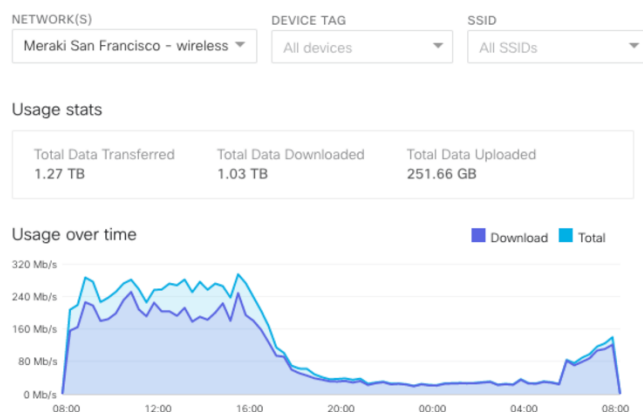 NETWORK(S) DEVICE TAG SSID
Meraki San Francisco - wireless All devices All SSIDs
Usage stats
Total Data Transferred Total Data Downloaded Total Data Uploaded
1.27 TB 1.03 TB 251.66 GB
Usage over time Download Total
320 Mb/s
240 Mb/s
160 Mb/s
80 Mb/s
0 Mb/s
08:00 12:00 16:00 20:00 00:00 04:00 08:00